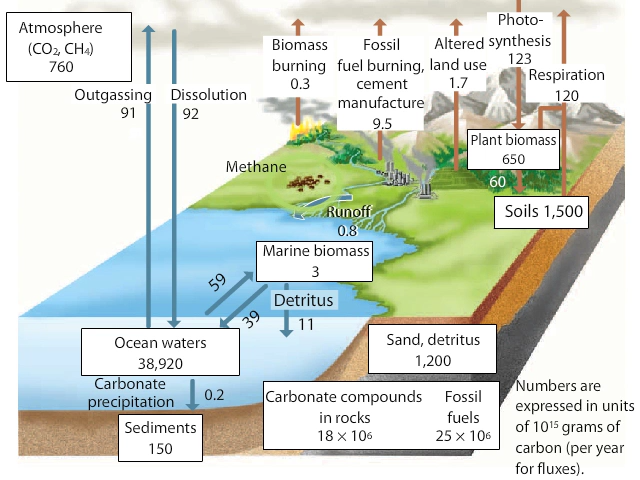 Atmosphere
(CO₂, CH₄)
760
Outgassing
91
Dissolution
92
Biomass
burning
0.3
Fossil
fuel burning,
cement
manufacture
9.5
Altered
land use
1.7
Photo-
synthesis
123
Respiration
120
Plant biomass
650
60
Soils 1,500
Methane
Runoff
0.8
Marine biomass
3
59
39
Detritus
11
Ocean waters
38,920
Carbonate
precipitation
0.2
Sediments
150
Sand, detritus
1,200
Carbonate compounds
in rocks
18 × 10⁶
Fossil
fuels
25 × 10⁶
Numbers are
expressed in units
of 10¹⁵ grams of
carbon (per year
for fluxes).